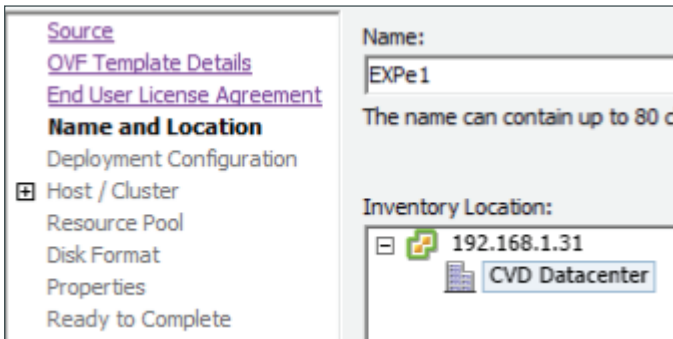 Source
OVF Template Details
End User License Agreement
Name and Location
Deployment Configuration
Host / Cluster
Resource Pool
Disk Format
Properties
Ready to Complete
Name:
EXPe1
The name can contain up to 80 c
Inventory Location:
192.168.1.31
CVD Datacenter